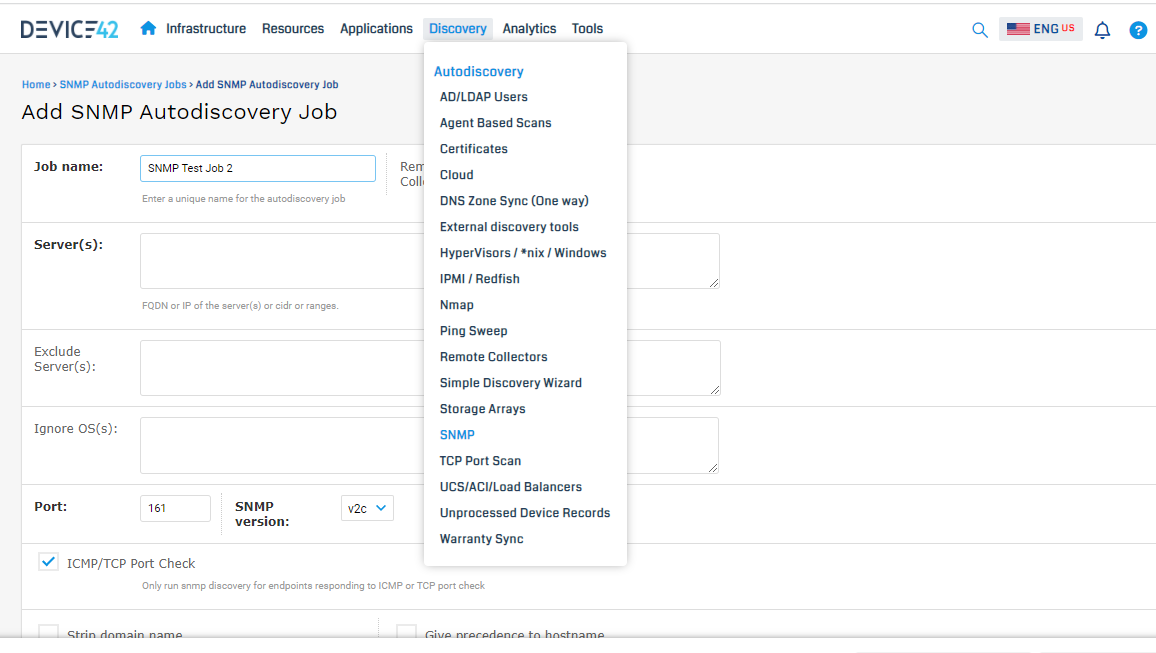 DEVICE42 Infrastructure Resources Applications Discovery Analytics Tools ENG US ?
Home › SNMP Autodiscovery Jobs › Add SNMP Autodiscovery Job
Add SNMP Autodiscovery Job
Autodiscovery
AD/LDAP Users
Agent Based Scans
Certificates
Cloud
DNS Zone Sync (One way)
External discovery tools
HyperVisors / *nix / Windows
IPMI / Redfish
Nmap
Ping Sweep
Remote Collectors
Simple Discovery Wizard
Storage Arrays
SNMP
TCP Port Scan
UCS/ACI/Load Balancers
Unprocessed Device Records
Warranty Sync
Job name: SNMP Test Job 2
Enter a unique name for the autodiscovery job
Server(s):
FQDN or IP of the server(s) or cidr or ranges.
Exclude
Server(s):
Ignore OS(s):
Port: 161
SNMP
version: v2c
ICMP/TCP Port Check
Only run snmp discovery for endpoints responding to ICMP or TCP port check
Strip domain name Give precedence to hostname